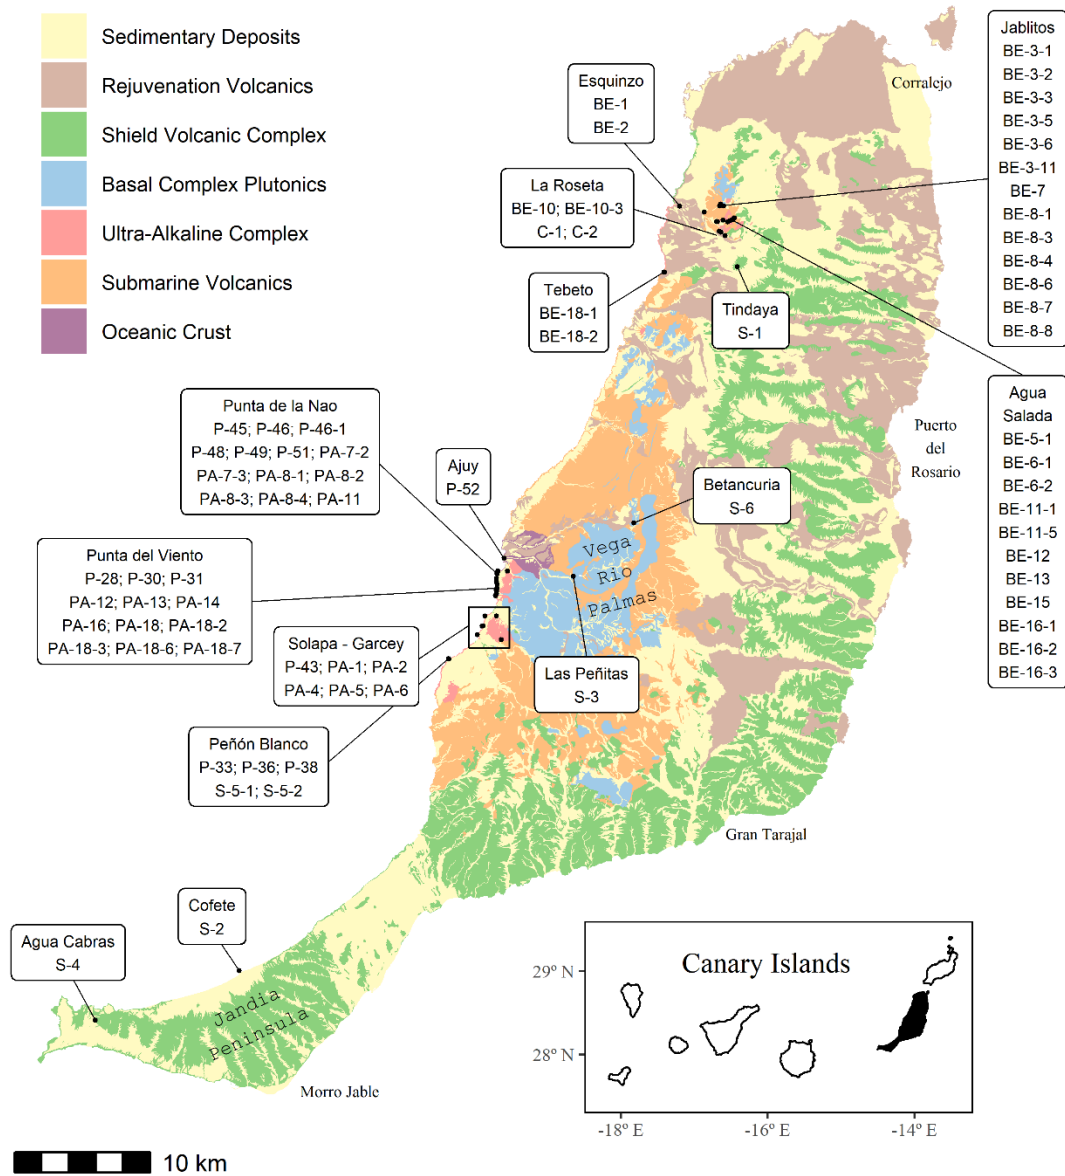 Sedimentary Deposits
Rejuvenation Volcanics
Shield Volcanic Complex
Basal Complex Plutonics
Ultra-Alkaline Complex
Submarine Volcanics
Oceanic Crust
Jablitos
BE-3-1
BE-3-2
BE-3-3
BE-3-5
BE-3-6
BE-3-11
BE-7
BE-8-1
BE-8-3
BE-8-4
BE-8-6
BE-8-7
BE-8-8
Corralejo
Esquinzo
BE-1
BE-2
La Roseta
BE-10; BE-10-3
C-1; C-2
Tebeto
BE-18-1
BE-18-2
Tindaya
S-1
Agua
Salada
BE-5-1
BE-6-1
BE-6-2
BE-11-1
BE-11-5
BE-12
BE-13
BE-15
BE-16-1
BE-16-2
BE-16-3
Puerto
del
Rosario
Punta de la Nao
P-45; P-46; P-46-1
P-48; P-49; P-51; PA-7-2
PA-7-3; PA-8-1; PA-8-2
PA-8-3; PA-8-4; PA-11
Ajuy
P-52
Betancuria
S-6
Vega
Rio
Palmas
Punta del Viento
P-28; P-30; P-31
PA-12; PA-13; PA-14
PA-16; PA-18; PA-18-2
PA-18-3; PA-18-6; PA-18-7
Solapa - Garcey
P-43; PA-1; PA-2
PA-4; PA-5; PA-6
Las Peñitas
S-3
Peñón Blanco
P-33; P-36; P-38
S-5-1; S-5-2
Gran Tarajal
Cofete
S-2
Agua Cabras
S-4
Jandia
Peninsula
Morro Jable
Canary Islands
29° N
28° N
-18° E
-16° E
-14° E
10 km